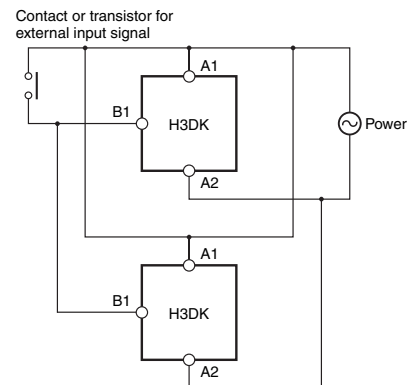 Contact or transistor for
external input signal
A1
B1
H3DK
Power
A2
A1
B1
H3DK
A2